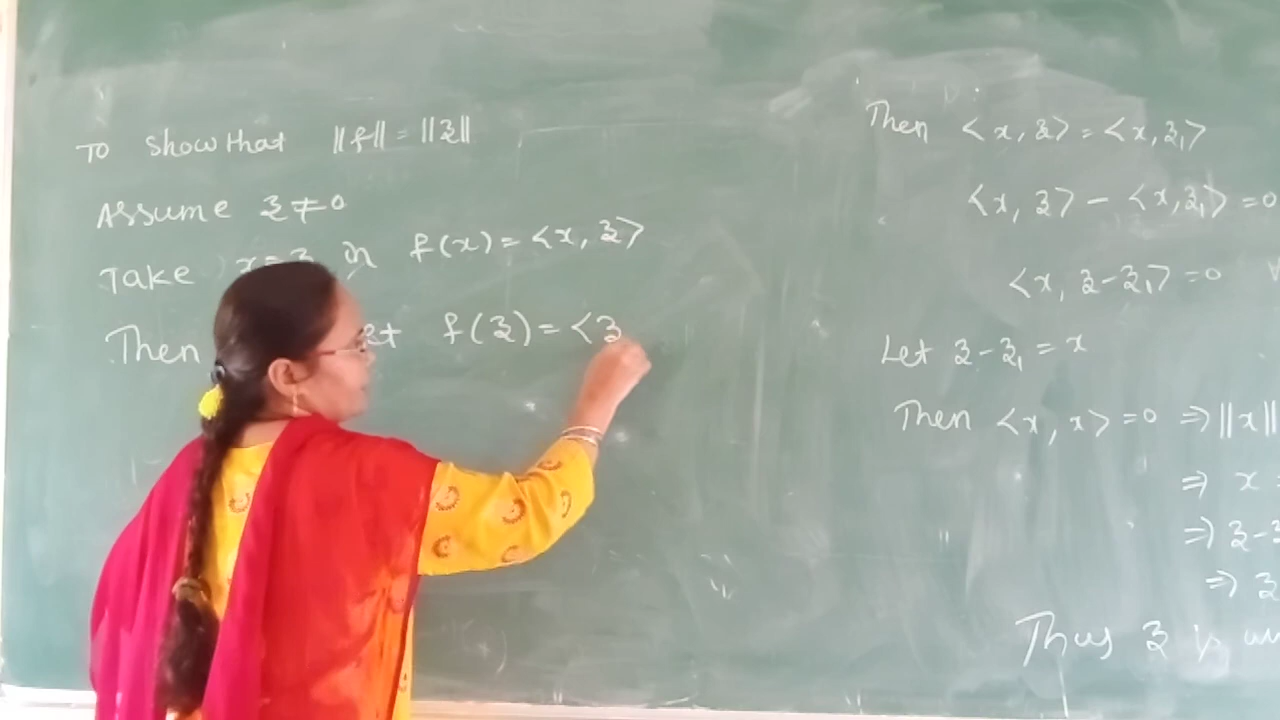 To show that ||f|| = ||z||
Assume z ≠ 0
Take x = z in f(x) = <x, z>
Then f(z) = <z
Then <x, z> = <x, z₁>
<x, z> - <x, z₁> = 0
<x, z - z₁> = 0
Let z - z₁ = x
Then <x, x> = 0 ⇒ ||x||
⇒ x =
⇒ z - z
⇒ z
Thus z is